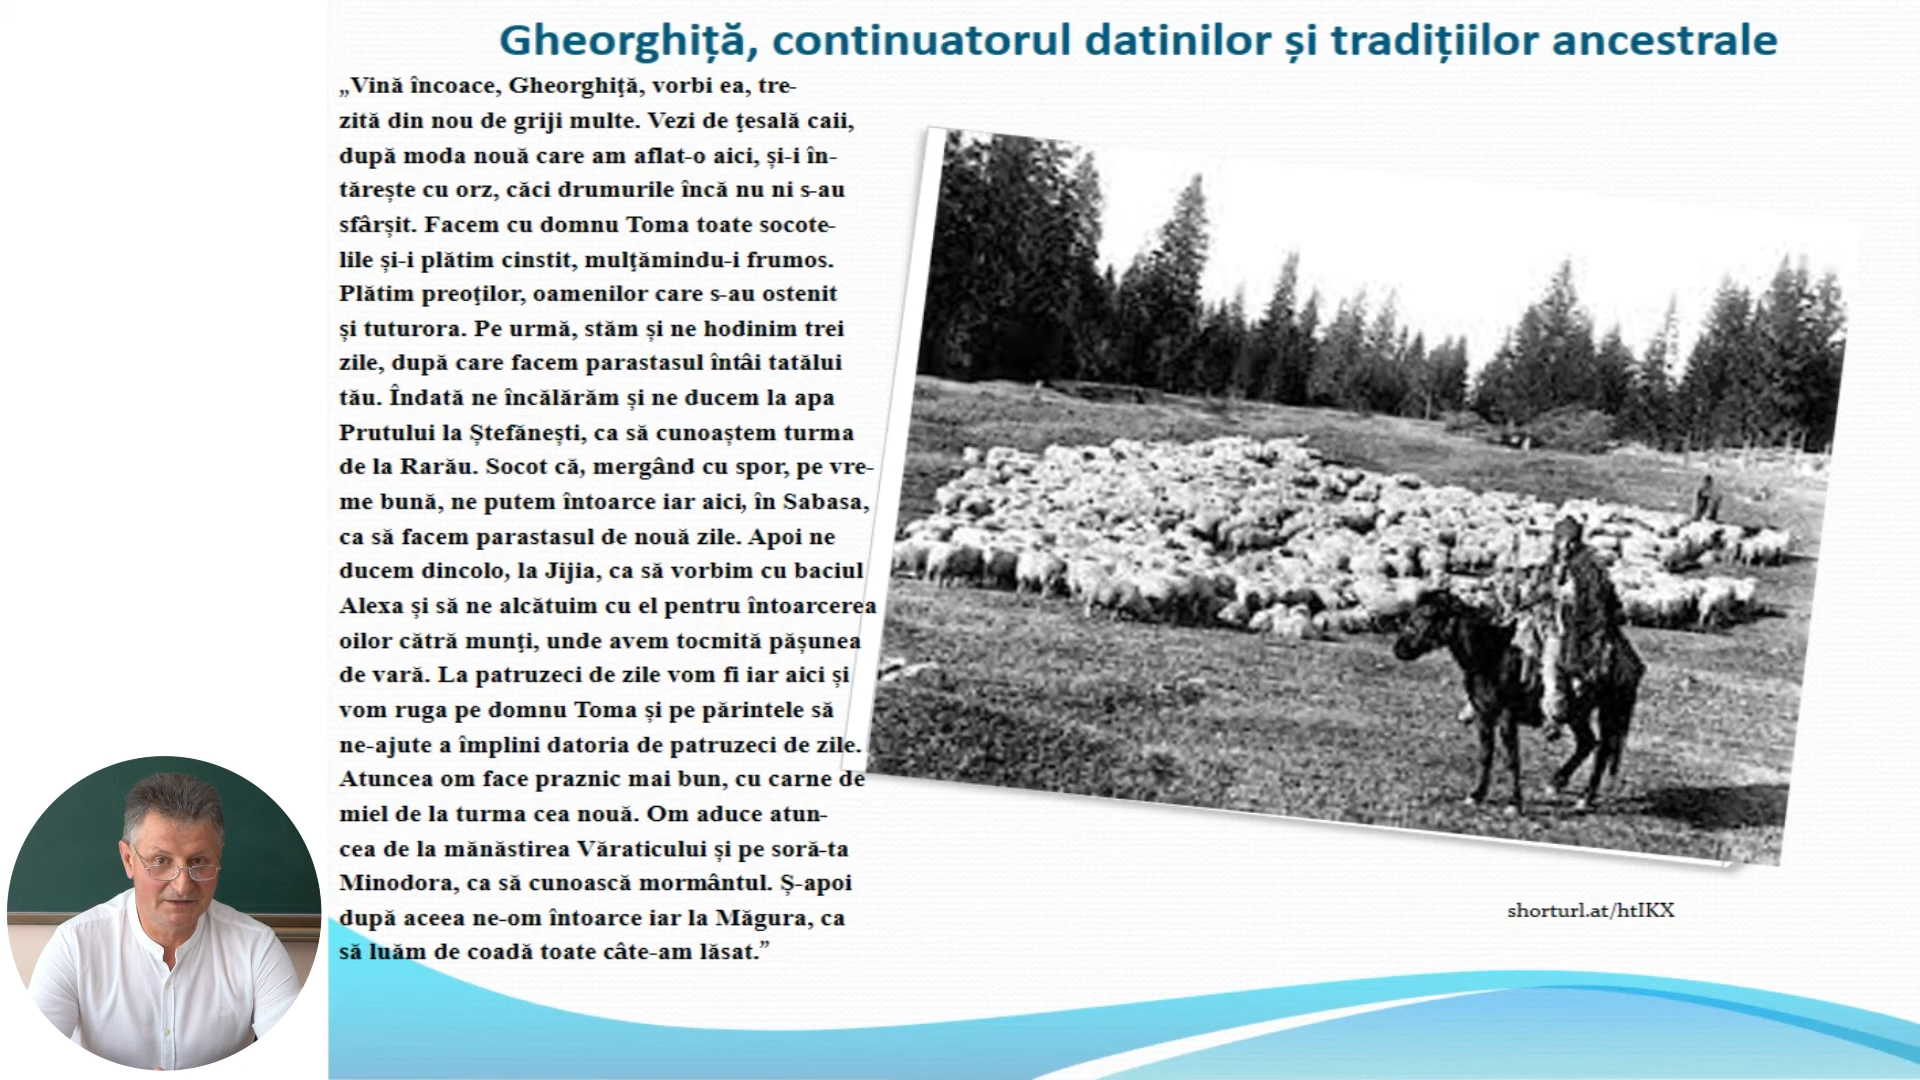 Gheorghiță, continuatorul datinilor și tradițiilor ancestrale
„Vină încoace, Gheorghiţă, vorbi ea, tre-
zită din nou de griji multe. Vezi de ţesală caii,
după moda nouă care am aflat-o aici, și-i în-
tărește cu orz, căci drumurile încă nu ni s-au
sfârșit. Facem cu domnu Toma toate socote-
lile și-i plătim cinstit, mulţămindu-i frumos.
Plătim preoţilor, oamenilor care s-au ostenit
și tuturora. Pe urmă, stăm și ne hodinim trei
zile, după care facem parastasul întâi tatălui
tău. Îndată ne încălărăm și ne ducem la apa
Prutului la Ștefănești, ca să cunoaștem turma
de la Rarău. Socot că, mergând cu spor, pe vre-
me bună, ne putem întoarce iar aici, în Sabasa,
ca să facem parastasul de nouă zile. Apoi ne
ducem dincolo, la Jijia, ca să vorbim cu baciul
Alexa și să ne alcătuim cu el pentru întoarcerea
oilor cătră munţi, unde avem tocmită pășunea
de vară. La patruzeci de zile vom fi iar aici și
vom ruga pe domnu Toma și pe părintele să
ne-ajute a împlini datoria de patruzeci de zile.
Atuncea om face praznic mai bun, cu carne de
miel de la turma cea nouă. Om aduce atun-
cea de la mănăstirea Văraticului și pe soră-ta
Minodora, ca să cunoască mormântul. Ș-apoi
după aceea ne-om întoarce iar la Măgura, ca
să luăm de coadă toate câte-am lăsat.”
shorturl.at/htIKX